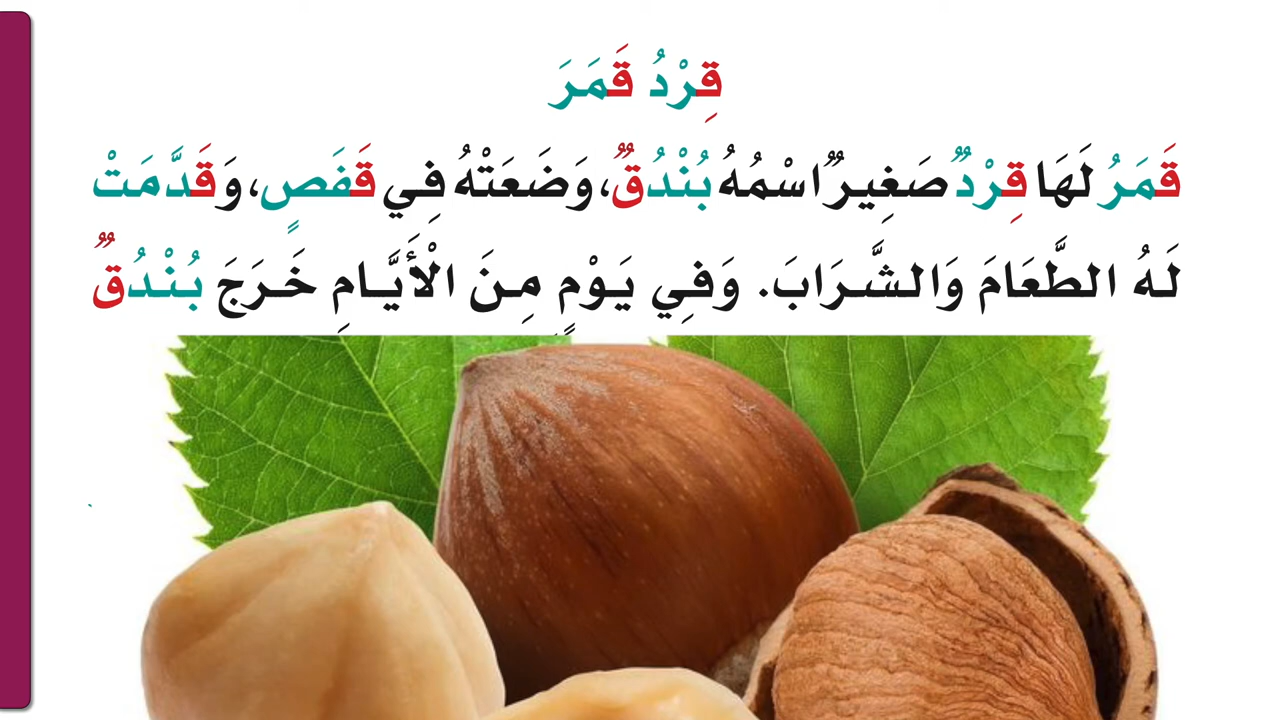 قِرْدُ قَمَرَ
قَمَرُ لَهَا قِرْدٌ صَغِيرٌ اسْمُهُ بُنْدُقٌ، وَضَعَتْهُ فِي قَفَصٍ، وَقَدَّمَتْ
لَهُ الطَّعَامَ وَالشَّرَابَ. وَفِي يَوْمٍ مِنَ الْأَيَّامِ خَرَجَ بُنْدُقٌ